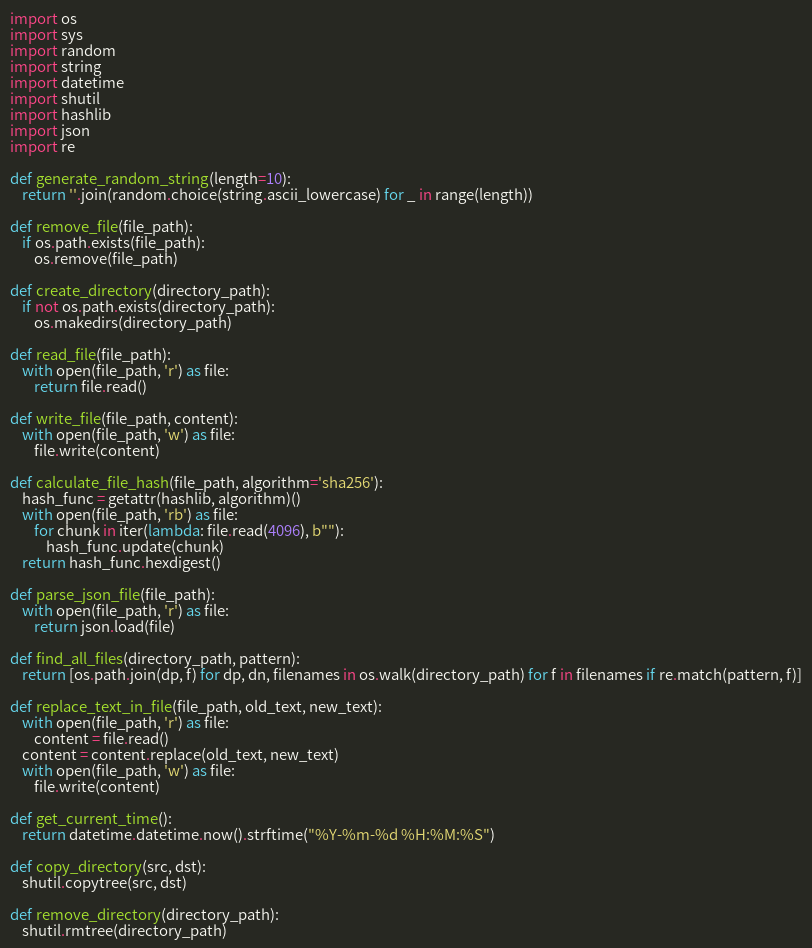 import os
import sys
import random
import string
import datetime
import shutil
import hashlib
import json
import re

def generate_random_string(length=10):
    return ''.join(random.choice(string.ascii_lowercase) for _ in range(length))

def remove_file(file_path):
    if os.path.exists(file_path):
        os.remove(file_path)

def create_directory(directory_path):
    if not os.path.exists(directory_path):
        os.makedirs(directory_path)

def read_file(file_path):
    with open(file_path, 'r') as file:
        return file.read()

def write_file(file_path, content):
    with open(file_path, 'w') as file:
        file.write(content)

def calculate_file_hash(file_path, algorithm='sha256'):
    hash_func = getattr(hashlib, algorithm)()
    with open(file_path, 'rb') as file:
        for chunk in iter(lambda: file.read(4096), b""):
            hash_func.update(chunk)
    return hash_func.hexdigest()

def parse_json_file(file_path):
    with open(file_path, 'r') as file:
        return json.load(file)

def find_all_files(directory_path, pattern):
    return [os.path.join(dp, f) for dp, dn, filenames in os.walk(directory_path) for f in filenames if re.match(pattern, f)]

def replace_text_in_file(file_path, old_text, new_text):
    with open(file_path, 'r') as file:
        content = file.read()
    content = content.replace(old_text, new_text)
    with open(file_path, 'w') as file:
        file.write(content)

def get_current_time():
    return datetime.datetime.now().strftime("%Y-%m-%d %H:%M:%S")

def copy_directory(src, dst):
    shutil.copytree(src, dst)

def remove_directory(directory_path):
    shutil.rmtree(directory_path)